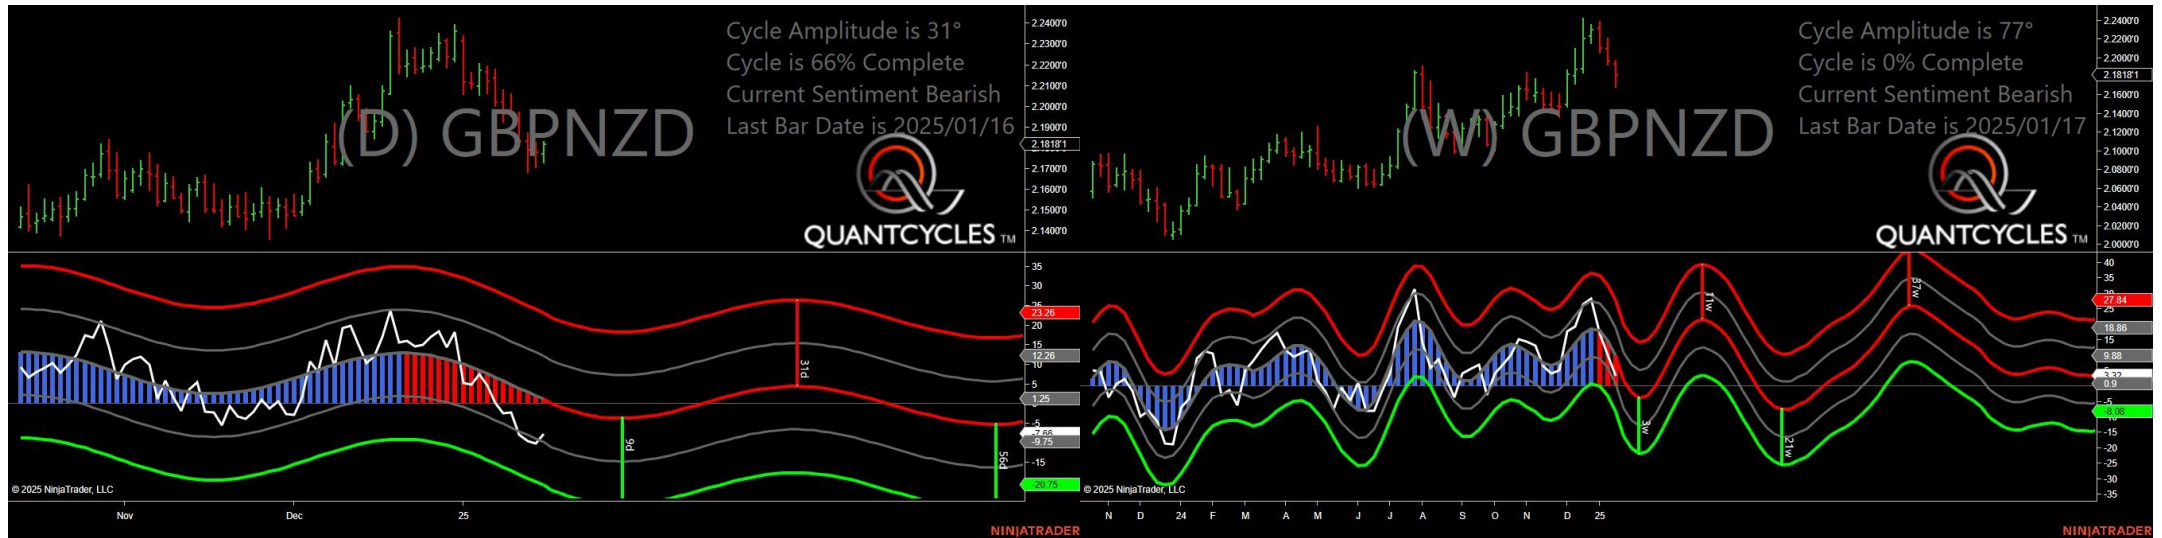 Cycle Amplitude is 31°
Cycle is 66% Complete
Current Sentiment Bearish
Last Bar Date is 2025/01/16
(D) GBPNZD
QUANTCYCLES TM
2.2400'0
2.2300'0
2.2200'0
2.2100'0
2.2000'0
2.1900'0
2.1818'1
2.1700'0
2.1600'0
2.1500'0
2.1400'0
35
30
25
23.26
20
15
12.26
10
5
1.25
-5
-7.66
-9.75
-15
-20.75
9d
31d
56d
© 2025 NinjaTrader, LLC
Nov
Dec
25
NINJATRADER
Cycle Amplitude is 77°
Cycle is 0% Complete
Current Sentiment Bearish
Last Bar Date is 2025/01/17
(W) GBPNZD
QUANTCYCLES TM
2.2400'0
2.2200'0
2.2000'0
2.1818'1
2.1600'0
2.1400'0
2.1200'0
2.1000'0
2.0800'0
2.0600'0
2.0400'0
2.0200'0
2.0000'0
40
35
27.84
25
18.86
15
9.88
0.9
-5
-8.08
-15
-20
-25
-30
-35
3w
11w
21w
37w
© 2025 NinjaTrader, LLC
N D 24 F M A M J J A S O N D 25
NINJATRADER